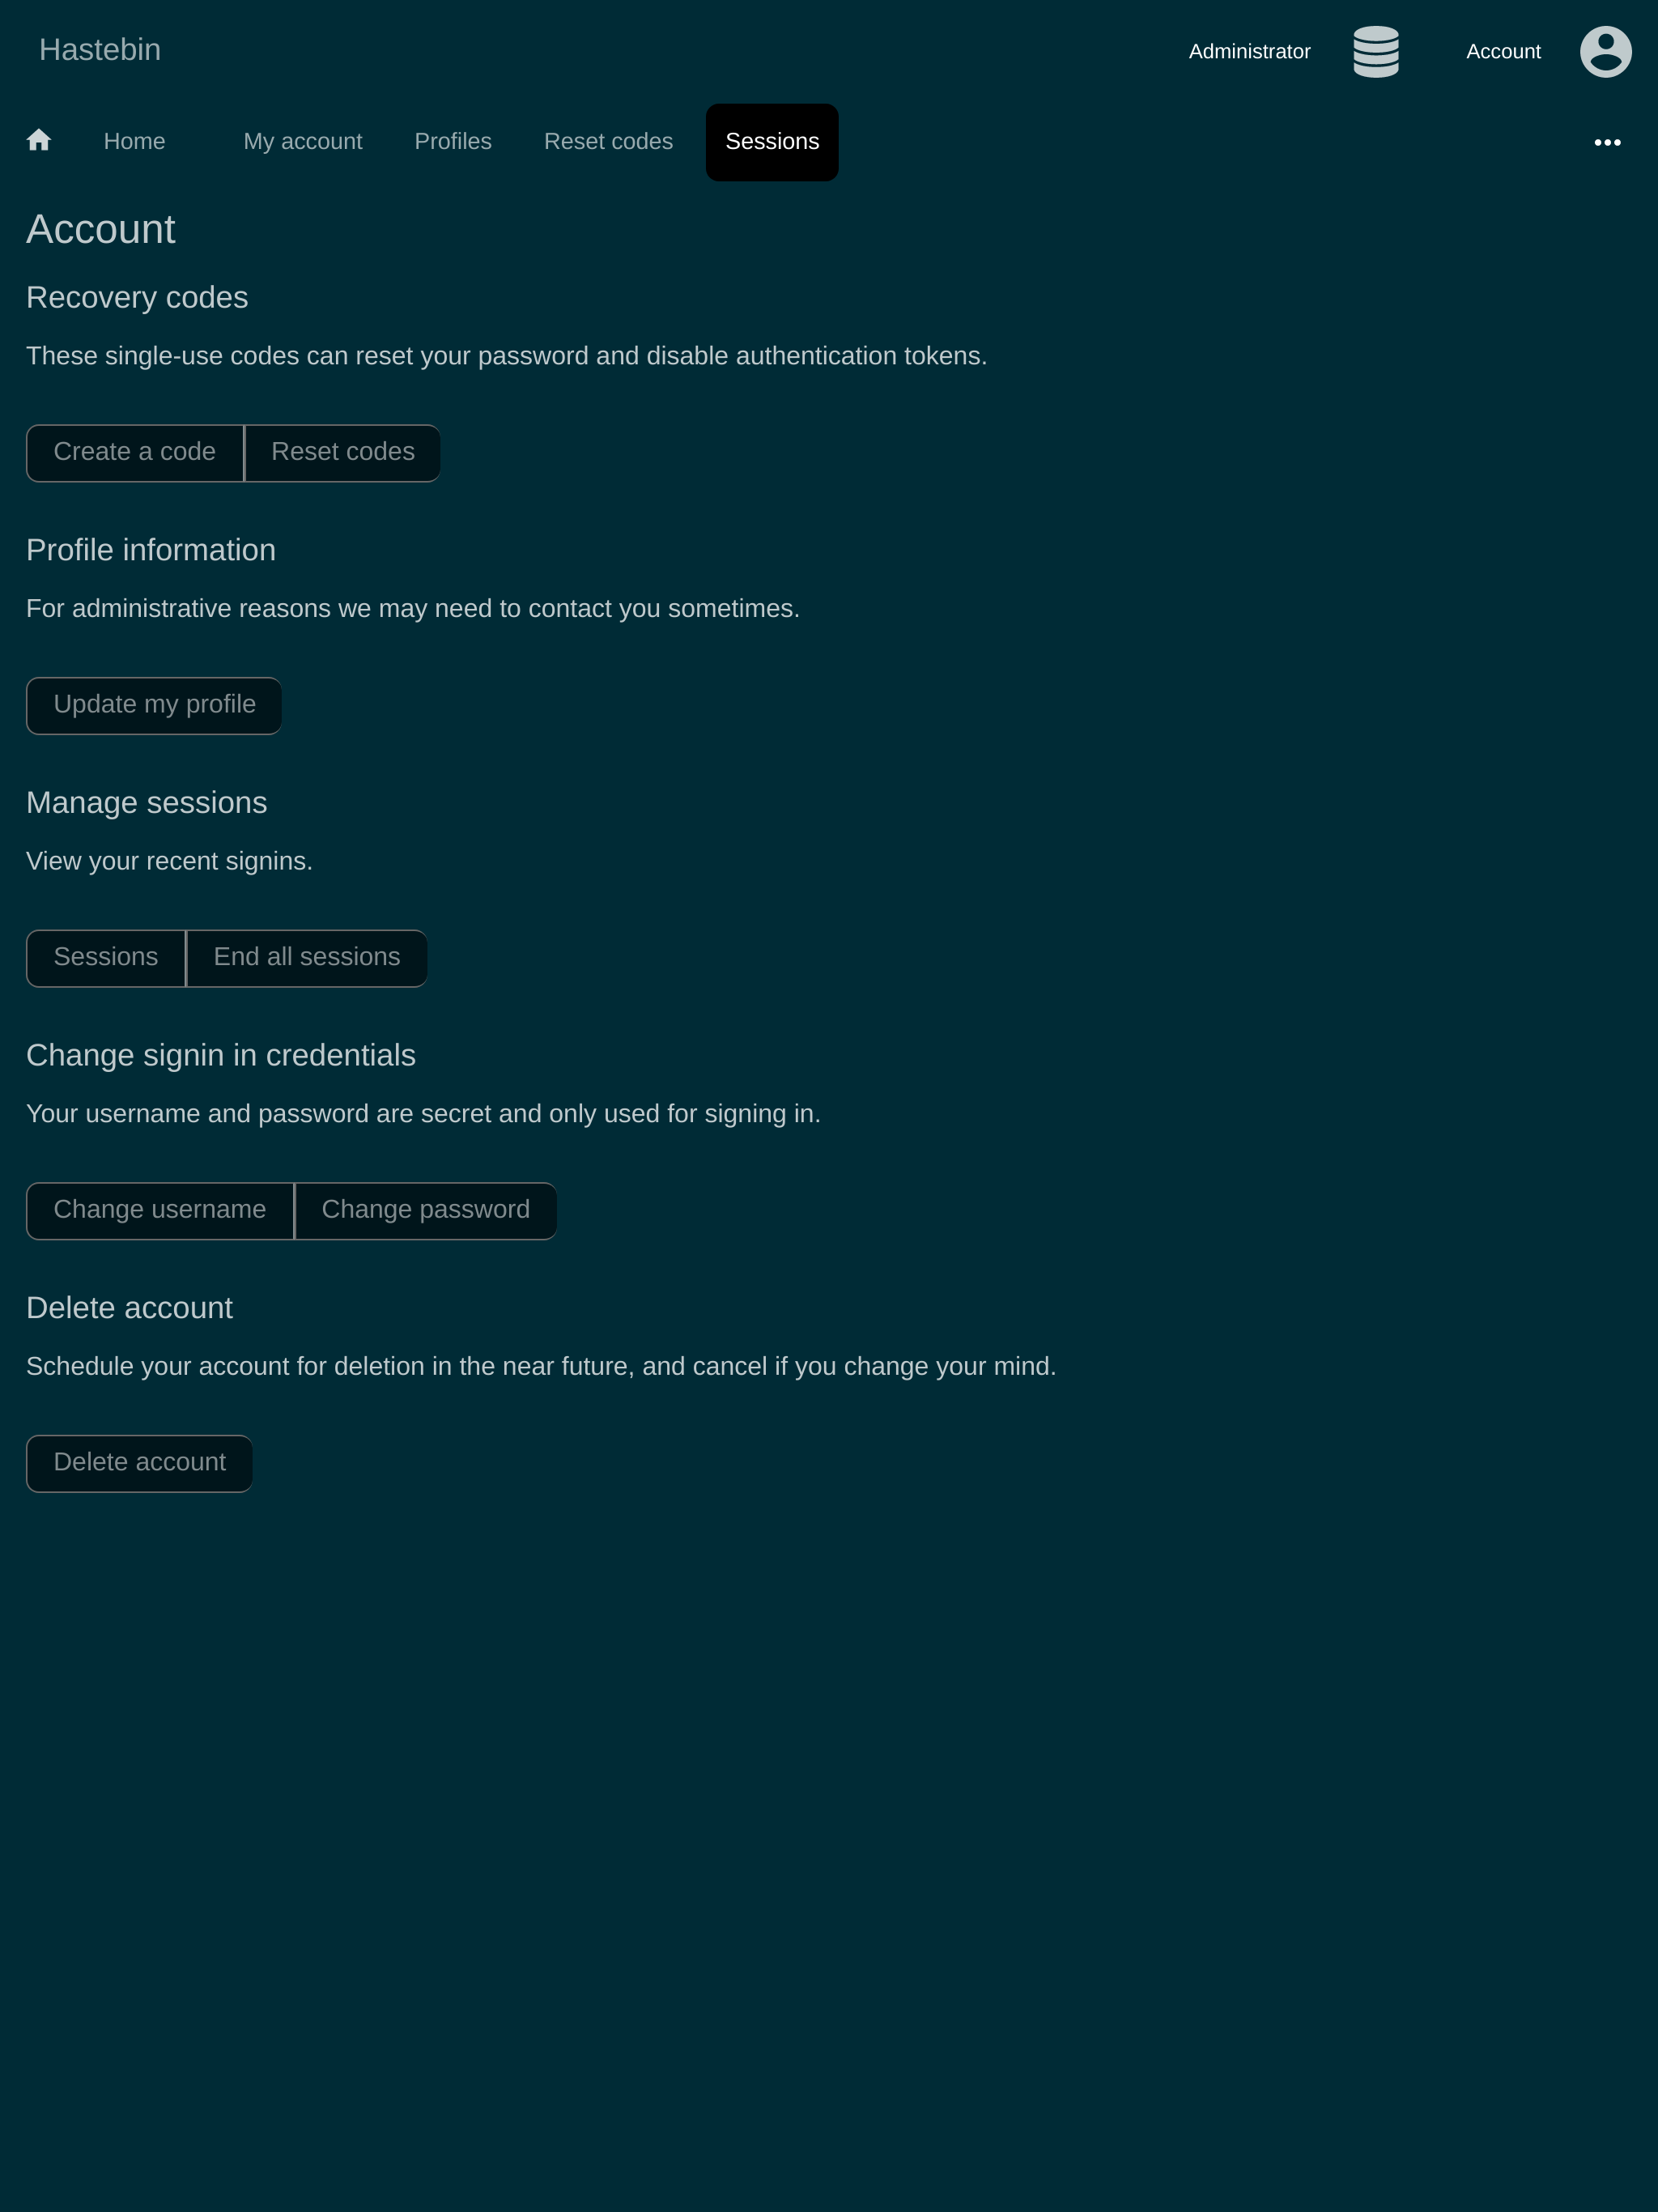 Hastebin
Administrator
Account
Home
My account
Profiles
Reset codes
Sessions
Account
Recovery codes
These single-use codes can reset your password and disable authentication tokens.
Create a code
Reset codes
Profile information
For administrative reasons we may need to contact you sometimes.
Update my profile
Manage sessions
View your recent signins.
Sessions
End all sessions
Change signin in credentials
Your username and password are secret and only used for signing in.
Change username
Change password
Delete account
Schedule your account for deletion in the near future, and cancel if you change your mind.
Delete account